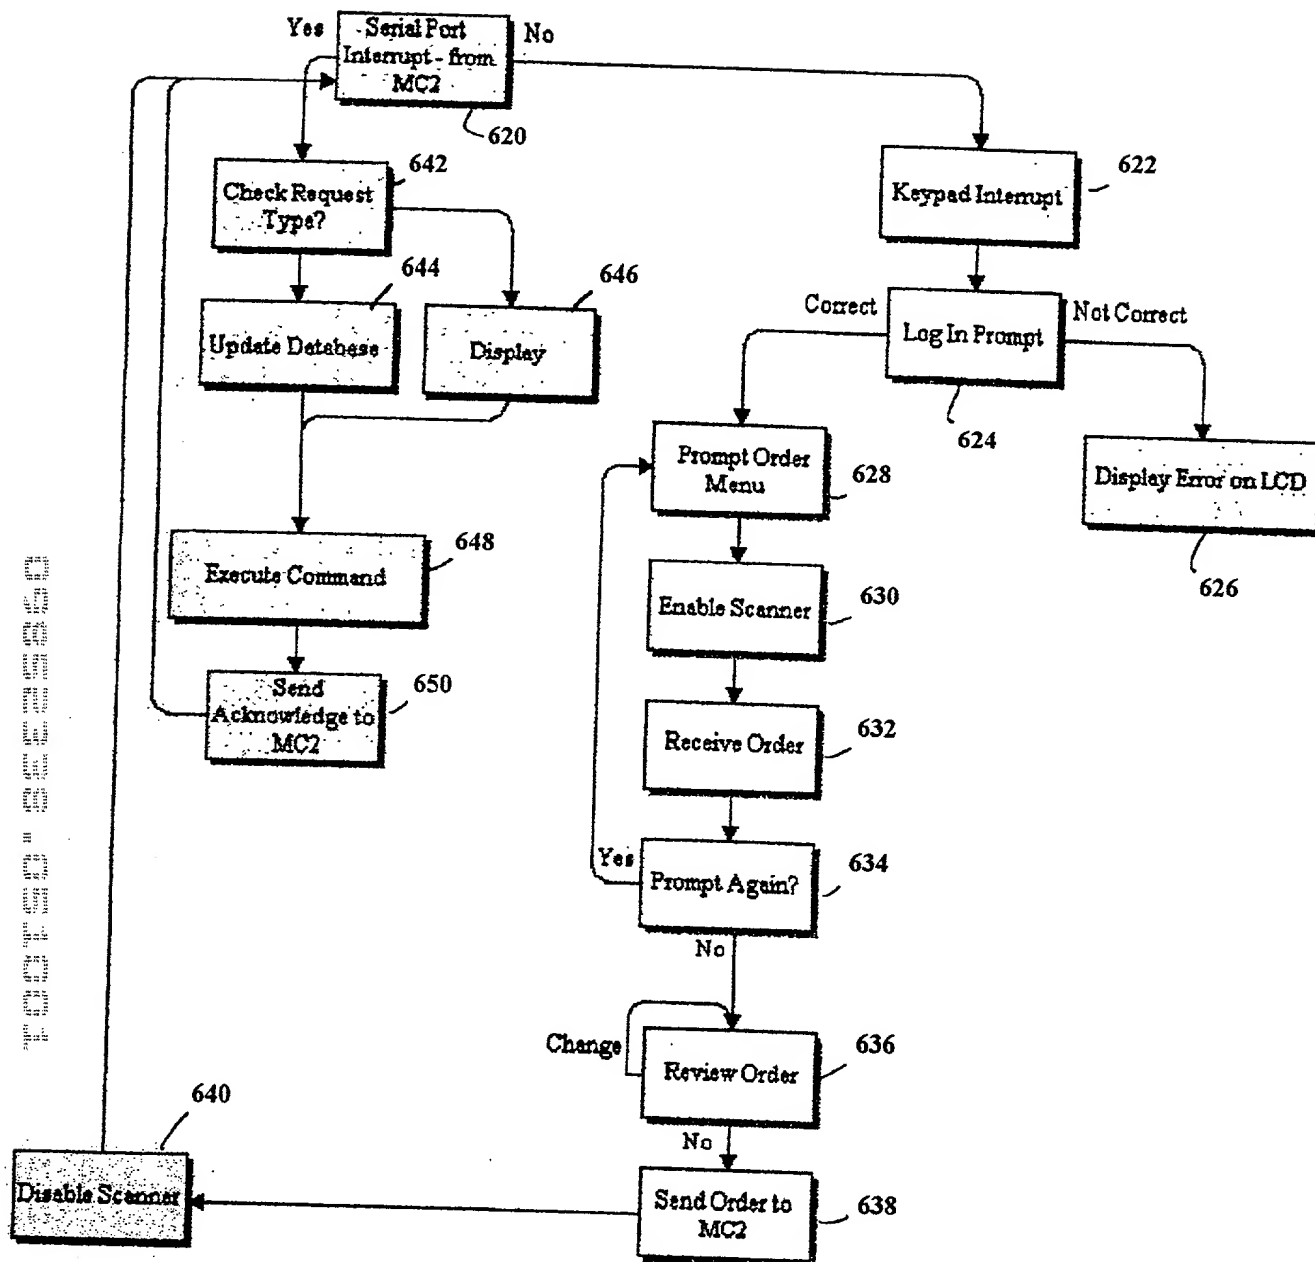 Yes
Serial Port
Interrupt - from
MC2
No
620
642
Check Request
Type?
622
Keypad Interrupt
644
646
Update Database
Display
Correct
Log In Prompt
Not Correct
624
Prompt Order
Menu
628
Display Error on LCD
626
Execute Command
648
Enable Scanner
630
Send
Acknowledge to
MC2
650
Receive Order
632
Yes
Prompt Again?
634
No
Change
Review Order
636
No
640
Disable Scanner
Send Order to
MC2
638